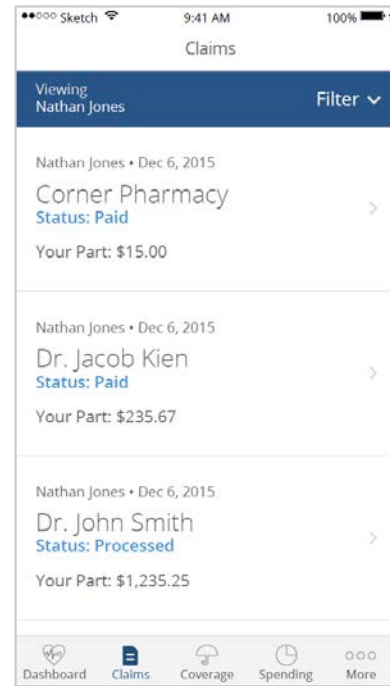 Sketch 9:41 AM 100%
Claims
Viewing
Nathan Jones
Filter
Nathan Jones • Dec 6, 2015
Corner Pharmacy
Status: Paid
Your Part: $15.00
Nathan Jones • Dec 6, 2015
Dr. Jacob Kien
Status: Paid
Your Part: $235.67
Nathan Jones • Dec 6, 2015
Dr. John Smith
Status: Processed
Your Part: $1,235.25
Dashboard Claims Coverage Spending More